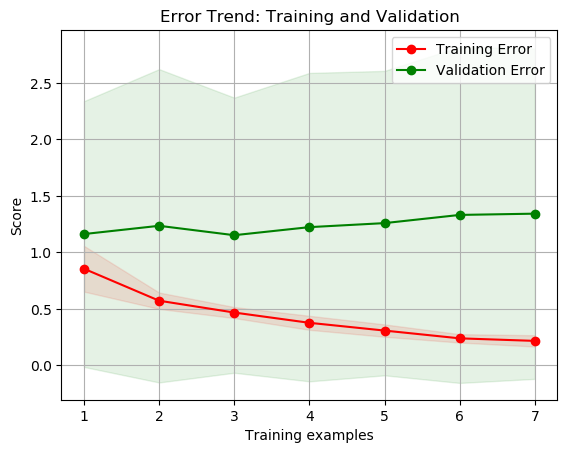 Error Trend: Training and Validation
Training Error
Validation Error
Score
2.5
2.0
1.5
1.0
0.5
0.0
1 2 3 4 5 6 7
Training examples